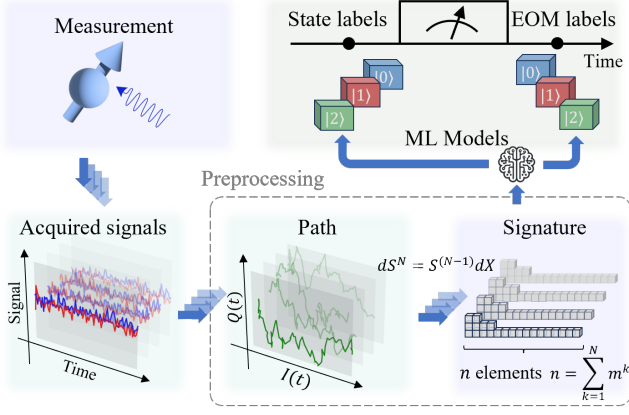 Measurement
State labels
EOM labels
Time
|0⟩
|1⟩
|2⟩
|0⟩
|1⟩
|2⟩
ML Models
Preprocessing
Acquired signals
Signal
Time
Path
Q(t)
I(t)
Signature
dS^N = S^(N-1)dX
n elements n = ∑_{k=1}^{N} m^k